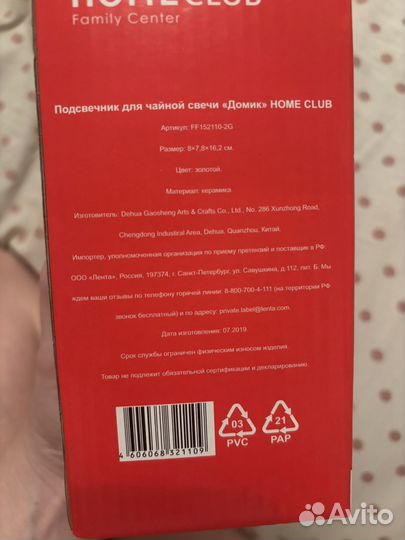 HOME CLUB
Family Center
Подсвечник для чайной свечи «Домик» HOME CLUB
Артикул: FF152110-2G
Размер: 8×7,8×16,2 см.
Цвет: золотой.
Материал: керамика.
Изготовитель: Dehua Gaosheng Arts & Crafts Co., Ltd., No. 286 Xunzhong Road,
Chengdong Industiral Area, Dehua, Quanzhou, Китай.
Импортер, уполномоченная организация по приему претензий и поставщик в РФ:
ООО «Лента», Россия, 197374, г. Санкт-Петербург, ул. Савушкина, д.112, лит. Б. Мы
ждем ваши отзывы по телефону горячей линии: 8-800-700-4-111 (на территории РФ
звонок бесплатный) и по адресу: private.label@lenta.com.
Дата изготовления: 07.2019.
Срок службы ограничен физическим износом изделия.
Товар не подлежит обязательной сертификации и декларированию.
4 606068 321109
03
PVC
21
PAP
Avito